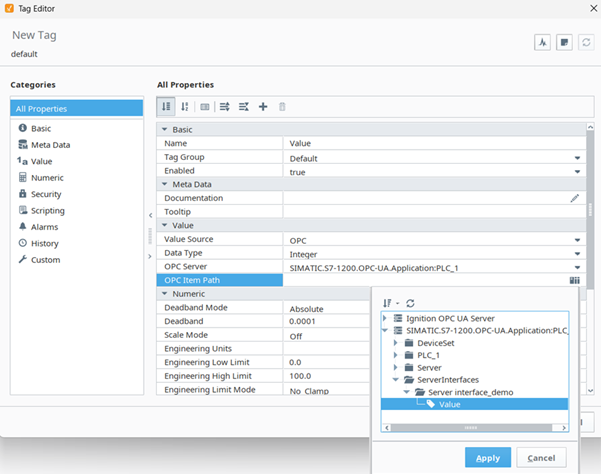 Tag Editor
New Tag
default
Categories
All Properties
Basic
Meta Data
1a Value
Numeric
Security
Scripting
Alarms
History
Custom
All Properties
Basic
Name Value
Tag Group Default
Enabled true
Meta Data
Documentation
Tooltip
Value
Value Source OPC
Data Type Integer
OPC Server SIMATIC.S7-1200.OPC-UA.Application:PLC_1
OPC Item Path
Numeric
Deadband Mode Absolute
Deadband 0.0001
Scale Mode Off
Engineering Units
Engineering Low Limit 0.0
Engineering High Limit 100.0
Engineering Limit Mode No_Clamp
Ignition OPC UA Server
SIMATIC.S7-1200.OPC-UA.Application:PLC_
DeviceSet
PLC_1
Server
ServerInterfaces
Server interface_demo
Value
Apply Cancel